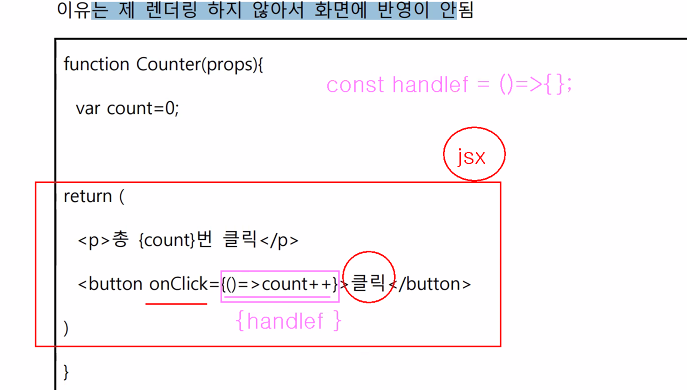 이유는 제 렌더링 하지 않아서 화면에 반영이 안됨
function Counter(props){
const handlef = ()=>{};
var count=0;
jsx
return (
<p>총 {count}번 클릭</p>
<button onClick={()=>count++}>클릭</button>
{handlef }
)
}